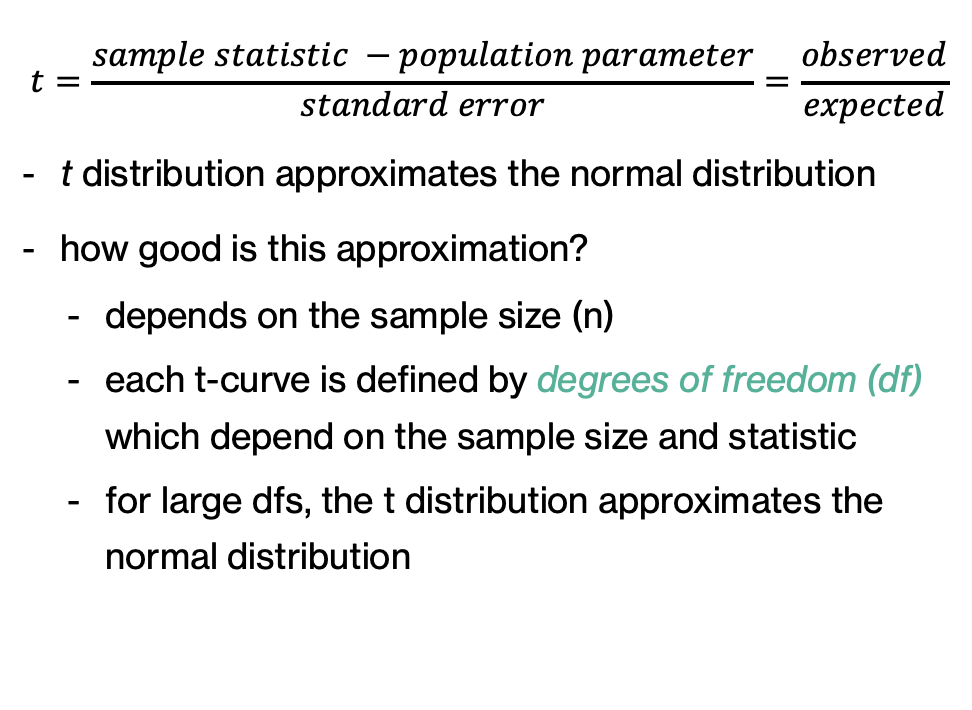 t = sample statistic − population parameter / standard error = observed / expected
- t distribution approximates the normal distribution
- how good is this approximation?
- depends on the sample size (n)
- each t-curve is defined by degrees of freedom (df)
which depend on the sample size and statistic
- for large dfs, the t distribution approximates the
normal distribution